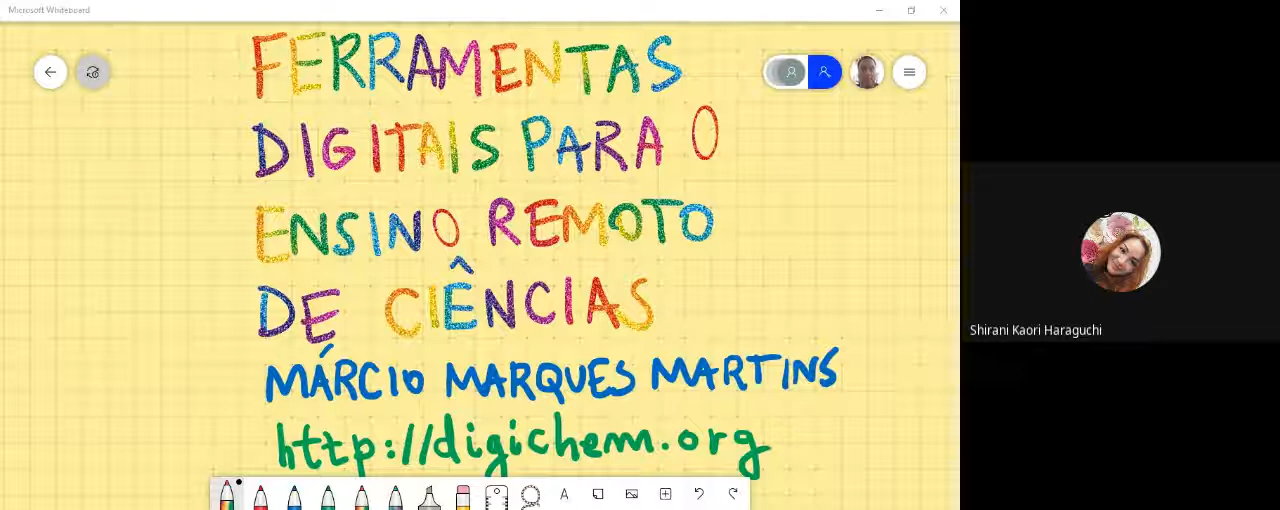 Microsoft Whiteboard
FERRAMENTAS
DIGITAIS PARA O
ENSINO REMOTO
DE CIÊNCIAS
MÁRCIO MARQUES MARTINS
http://digichem.org
Shirani Kaori Haraguchi